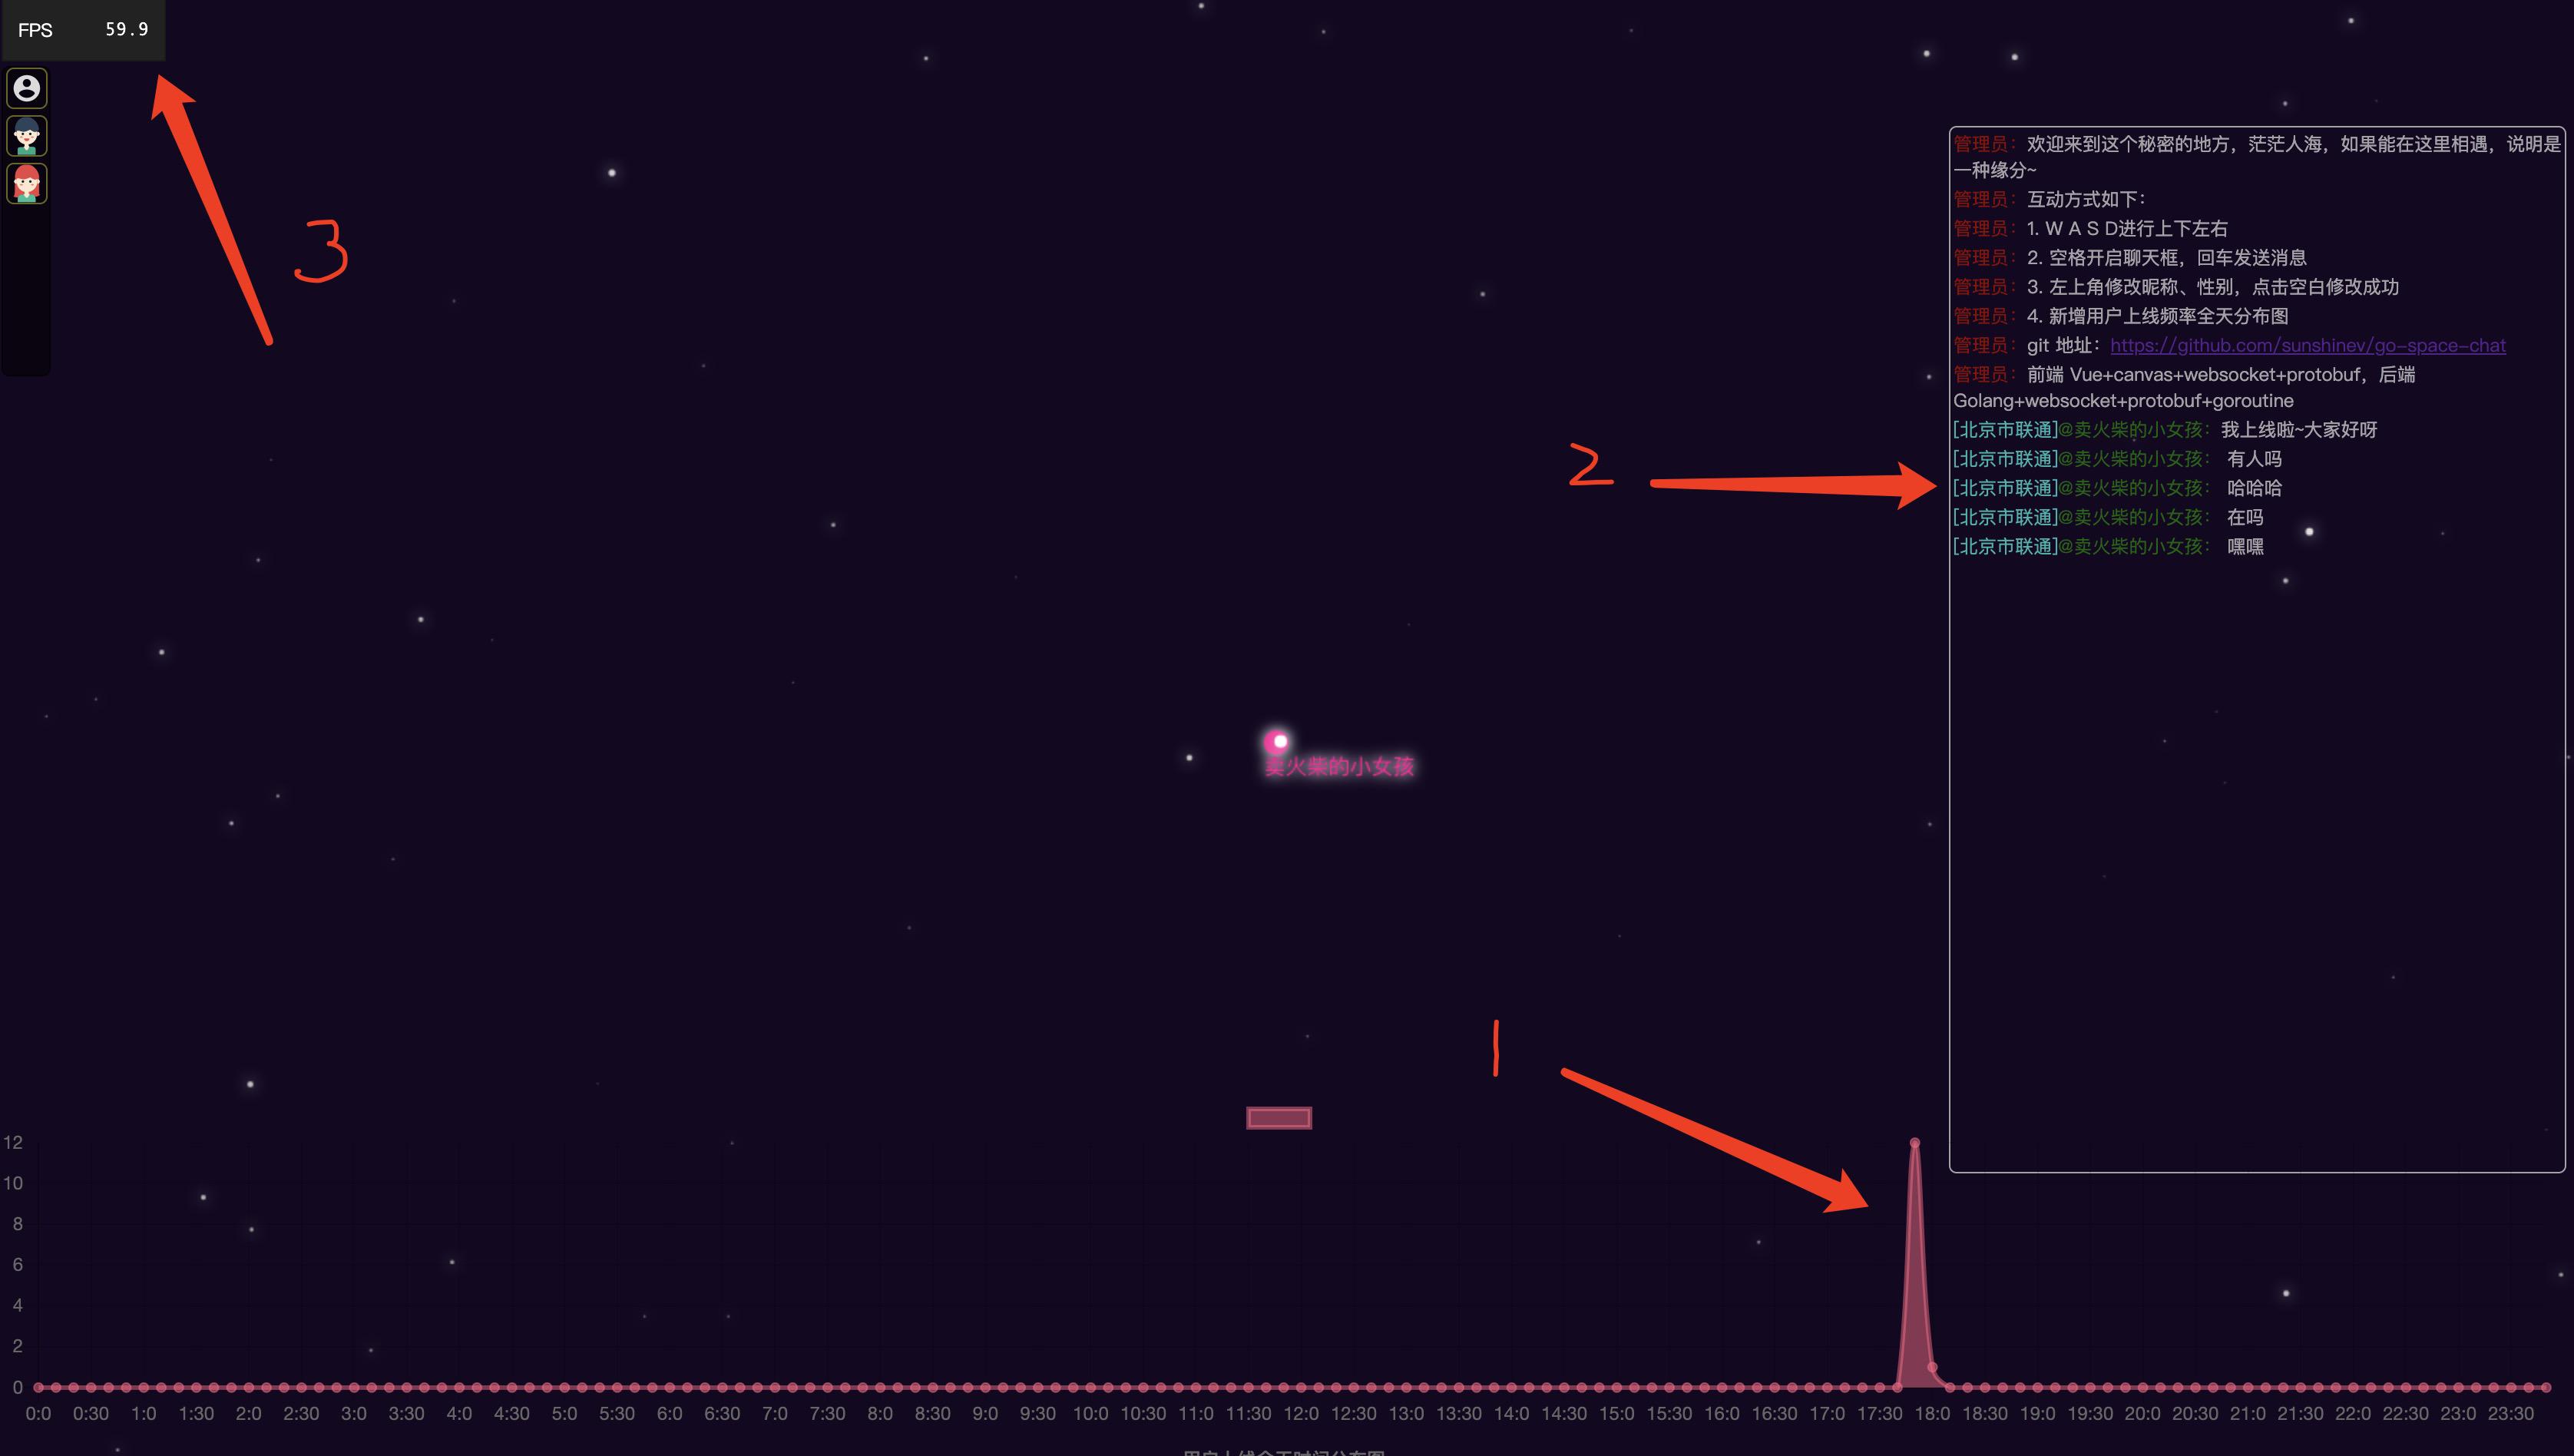 FPS 59.9
3
管理员：欢迎来到这个秘密的地方，茫茫人海，如果能在这里相遇，说明是
一种缘分~
管理员：互动方式如下：
管理员：1. W A S D进行上下左右
管理员：2. 空格开启聊天框，回车发送消息
管理员：3. 左上角修改昵称、性别，点击空白修改成功
管理员：4. 新增用户上线频率全天分布图
管理员：git 地址：https://github.com/sunshinev/go-space-chat
管理员：前端 Vue+canvas+websocket+protobuf，后端
Golang+websocket+protobuf+goroutine
[北京市联通]@卖火柴的小女孩：我上线啦~大家好呀
[北京市联通]@卖火柴的小女孩： 有人吗
[北京市联通]@卖火柴的小女孩： 哈哈哈
[北京市联通]@卖火柴的小女孩： 在吗
[北京市联通]@卖火柴的小女孩： 嘿嘿
2
卖火柴的小女孩
1
12
10
8
6
4
2
0
0:0 0:30 1:0 1:30 2:0 2:30 3:0 3:30 4:0 4:30 5:0 5:30 6:0 6:30 7:0 7:30 8:0 8:30 9:0 9:30 10:0 10:30 11:0 11:30 12:0 12:30 13:0 13:30 14:0 14:30 15:0 15:30 16:0 16:30 17:0 17:30 18:0 18:30 19:0 19:30 20:0 20:30 21:0 21:30 22:0 22:30 23:0 23:30